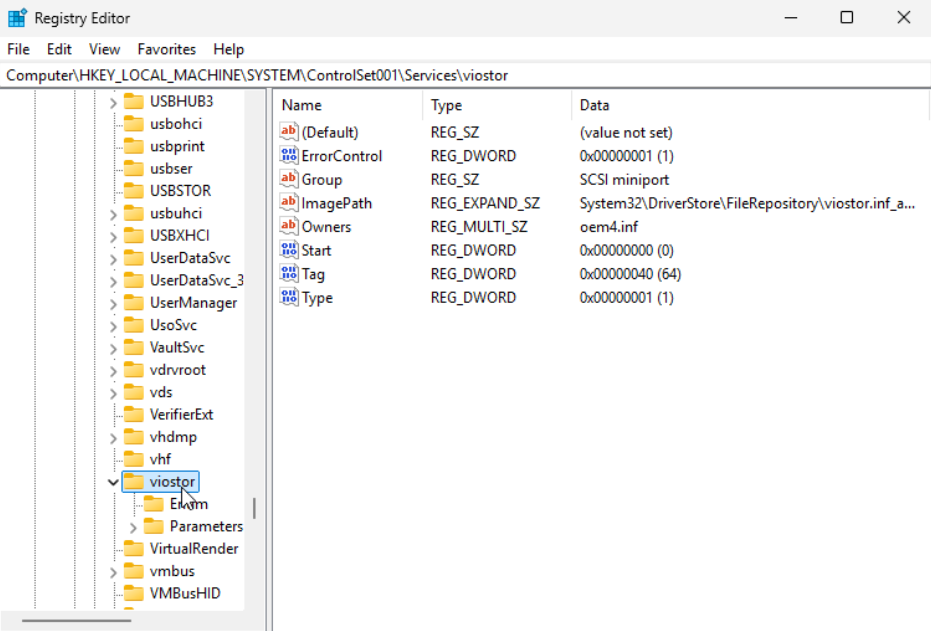 Registry Editor
File Edit View Favorites Help
Computer\HKEY_LOCAL_MACHINE\SYSTEM\ControlSet001\Services\viostor
USBHUB3
usbohci
usbprint
usbser
USBSTOR
usbuhci
USBXHCI
UserDataSvc
UserDataSvc_3
UserManager
UsoSvc
VaultSvc
vdrvroot
vds
VerifierExt
vhdmp
vhf
viostor
Enum
Parameters
VirtualRender
vmbus
VMBusHID
Name Type Data
(Default) REG_SZ (value not set)
ErrorControl REG_DWORD 0x00000001 (1)
Group REG_SZ SCSI miniport
ImagePath REG_EXPAND_SZ System32\DriverStore\FileRepository\viostor.inf_a...
Owners REG_MULTI_SZ oem4.inf
Start REG_DWORD 0x00000000 (0)
Tag REG_DWORD 0x00000040 (64)
Type REG_DWORD 0x00000001 (1)